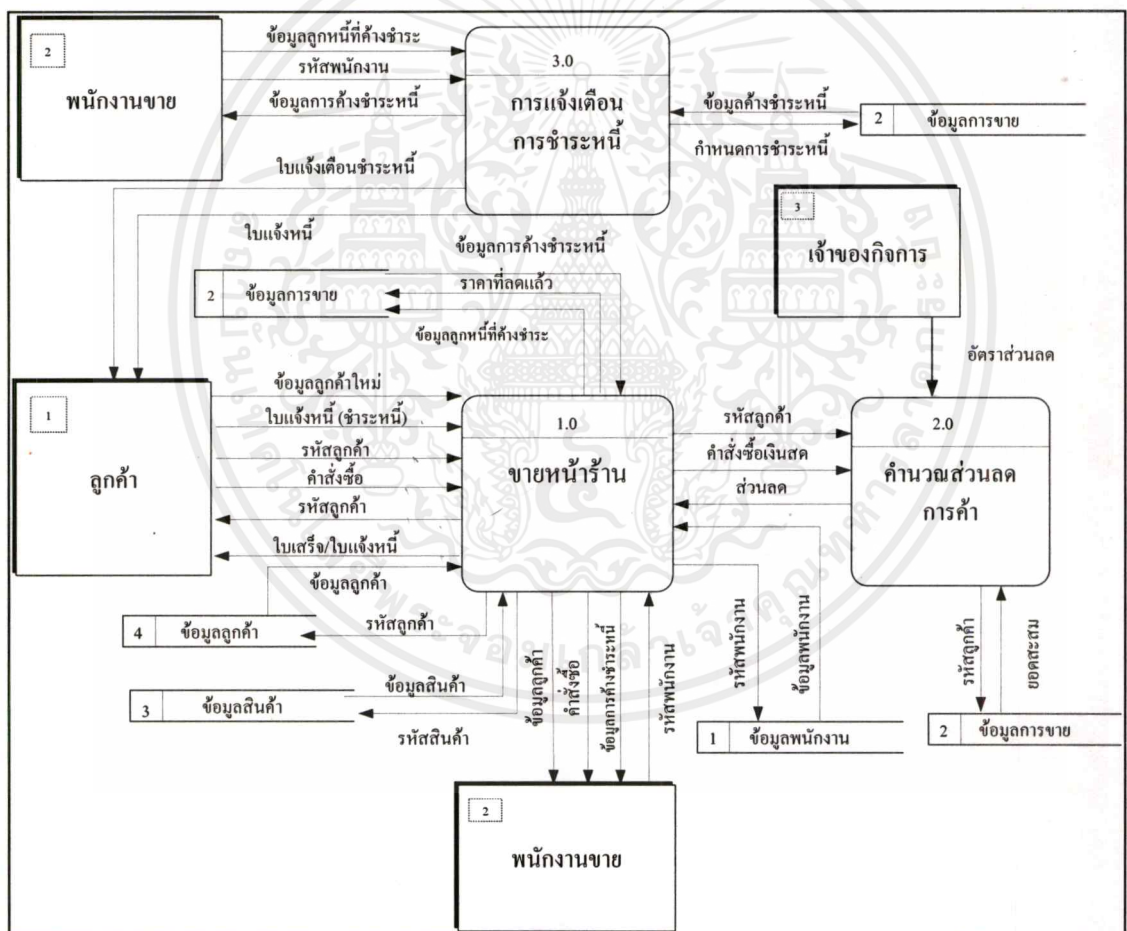 2
พนักงานขาย
ข้อมูลลูกหนี้ที่ค้างชำระ
รหัสพนักงาน
ข้อมูลการค้างชำระหนี้
ใบแจ้งเตือนชำระหนี้
3.0
การแจ้งเตือน
การชำระหนี้
ข้อมูลค้างชำระหนี้
กำหนดการชำระหนี้
2 ข้อมูลการขาย
3
เจ้าของกิจการ
อัตราส่วนลด
ใบแจ้งหนี้
ข้อมูลการค้างชำระหนี้
2 ข้อมูลการขาย
ราคาที่ลดแล้ว
ข้อมูลลูกหนี้ที่ค้างชำระ
1
ลูกค้า
ข้อมูลลูกค้าใหม่
ใบแจ้งหนี้ (ชำระหนี้)
รหัสลูกค้า
คำสั่งซื้อ
รหัสลูกค้า
ใบเสร็จ/ใบแจ้งหนี้
ข้อมูลลูกค้า
1.0
ขายหน้าร้าน
รหัสลูกค้า
คำสั่งซื้อเงินสด
ส่วนลด
2.0
คำนวณส่วนลด
การค้า
4 ข้อมูลลูกค้า
รหัสลูกค้า
3 ข้อมูลสินค้า
ข้อมูลสินค้า
รหัสสินค้า
ข้อมูลลูกค้า
คำสั่งซื้อ
ข้อมูลการค้างชำระหนี้
รหัสพนักงาน
รหัสพนักงาน
ข้อมูลพนักงาน
1 ข้อมูลพนักงาน
รหัสลูกค้า
ยอดสะสม
2 ข้อมูลการขาย
2
พนักงานขาย